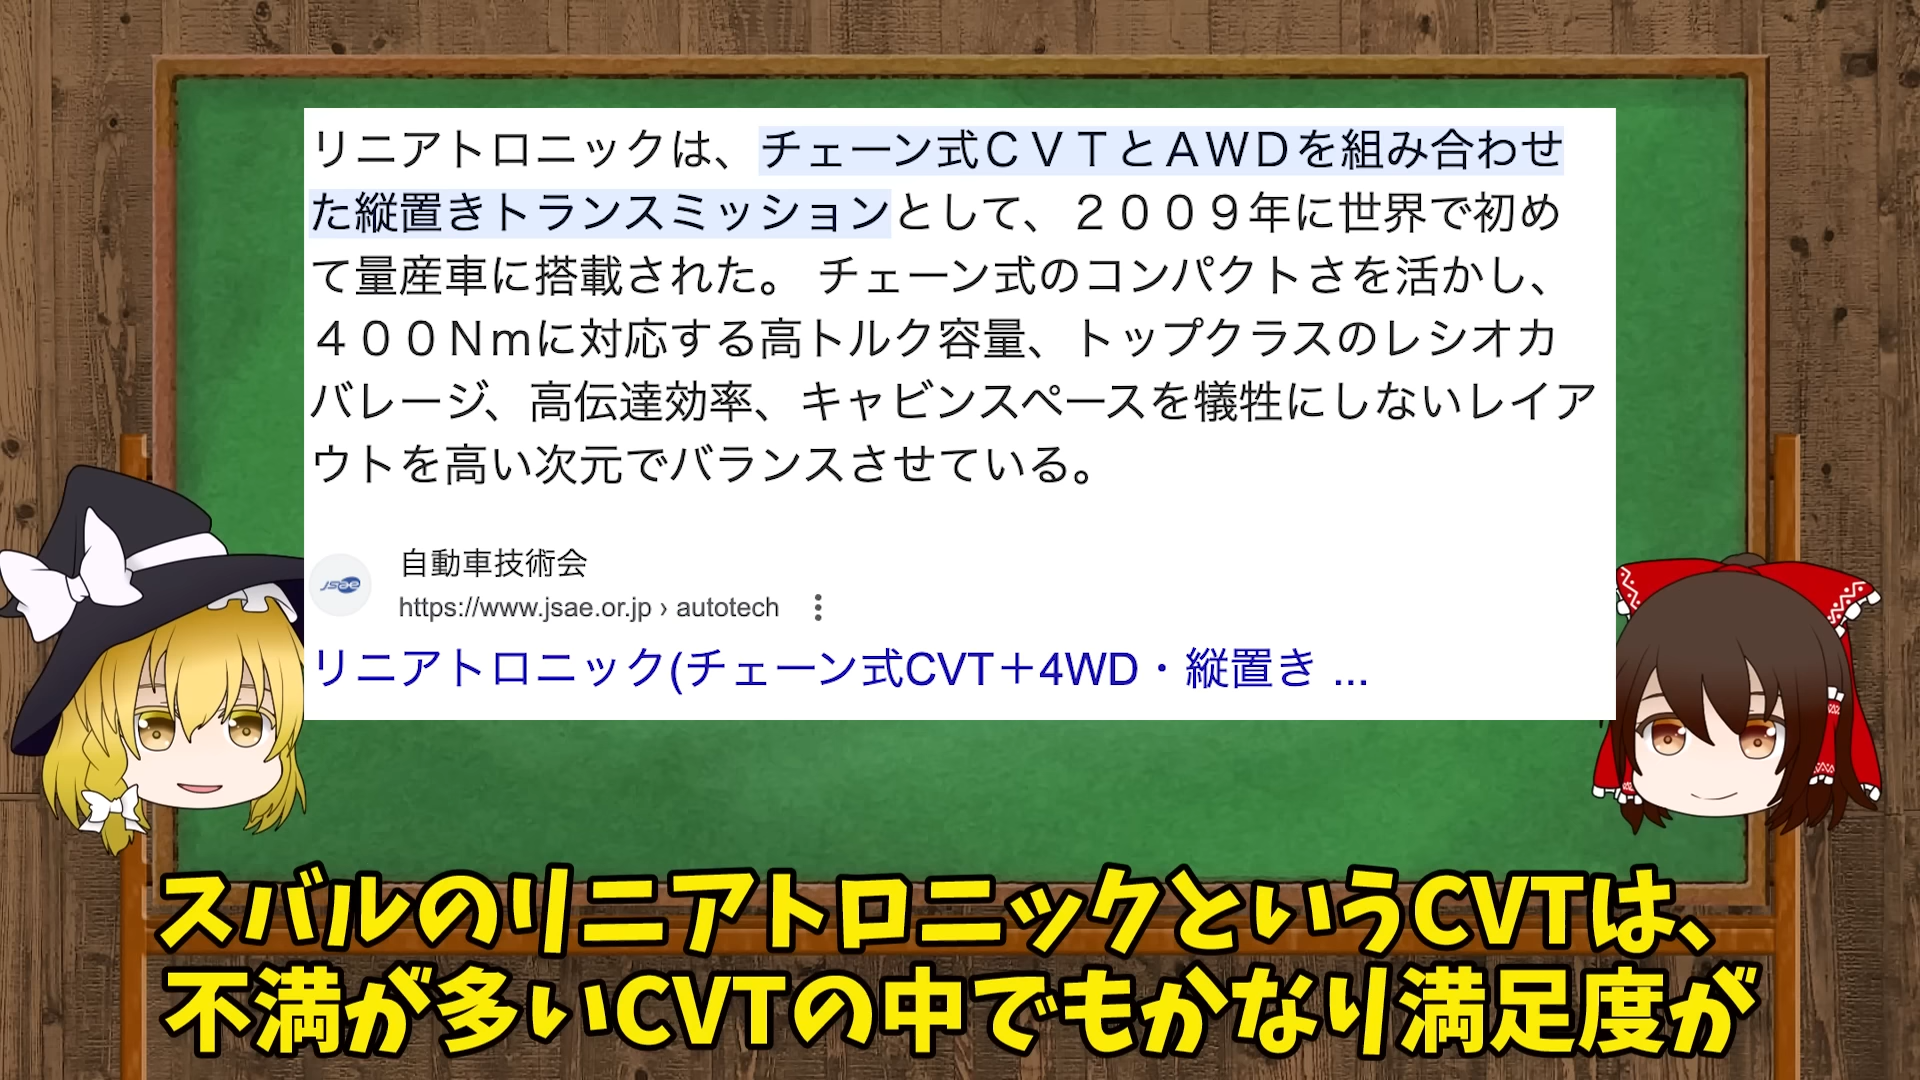 リニアトロニックは、チェーン式ＣＶＴとＡＷＤを組み合わせ
た縦置きトランスミッションとして、２００９年に世界で初め
て量産車に搭載された。 チェーン式のコンパクトさを活かし、
４００Ｎｍに対応する高トルク容量、トップクラスのレシオカ
バレージ、高伝達効率、キャビンスペースを犠牲にしないレイア
ウトを高い次元でバランスさせている。
JSAE
自動車技術会
https://www.jsae.or.jp › autotech
リニアトロニック(チェーン式CVT＋4WD・縦置き ...
スバルのリニアトロニックというCVTは、
不満が多いCVTの中でもかなり満足度が